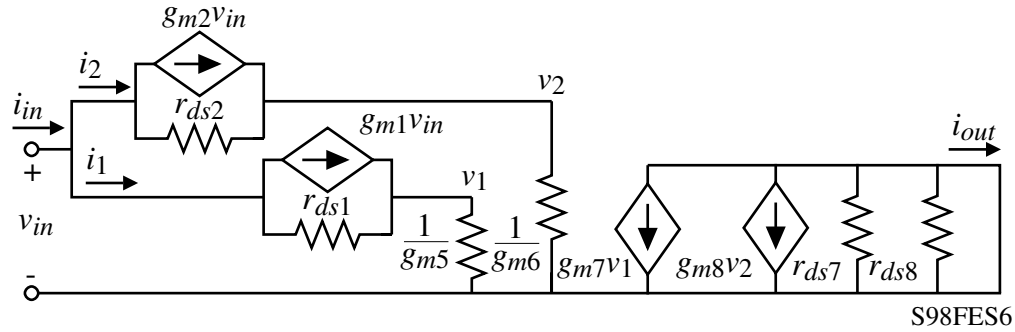 gm2vin
i2
v2
iin
rds2
gm1vin
iout
+
i1
v1
rds1
vin
1/gm5
1/gm6
gm7v1
gm8v2
rds7
rds8
-
S98FES6